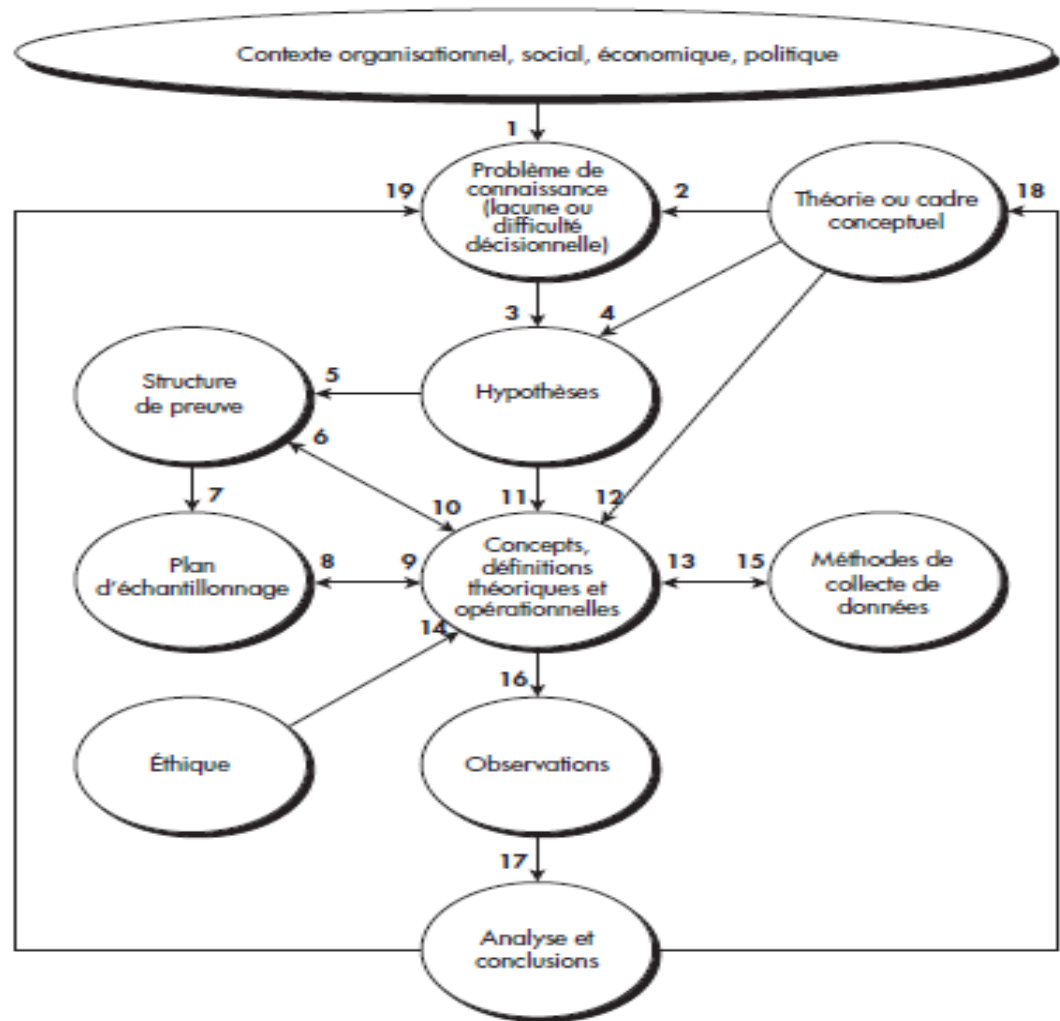 Contexte organisationnel, social, économique, politique
1
19
Problème de
connaissance
(lacune ou
difficulté
décisionnelle)
2
Théorie ou cadre
conceptuel
18
3
4
Structure
de preuve
5
Hypothèses
6
7
10
11
12
Plan
d'échantillonnage
8
9
Concepts,
définitions
théoriques et
opérationnelles
13
15
Méthodes de
collecte de
données
14
16
Éthique
Observations
17
Analyse et
conclusions